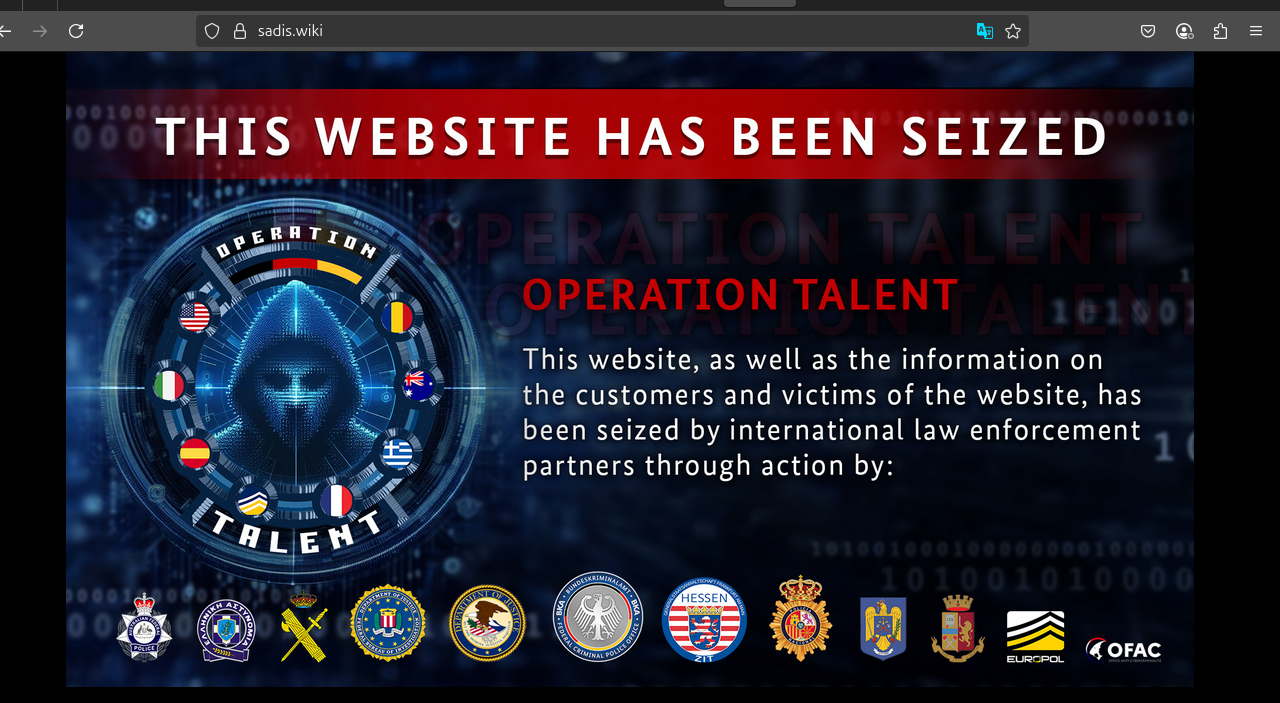 sadis.wiki
THIS WEBSITE HAS BEEN SEIZED
OPERATION TALENT
OPERATION TALENT
OPERATION TALENT
OPERATION
TALENT
This website, as well as the information on
the customers and victims of the website, has
been seized by international law enforcement
partners through action by:
POLICE
ΕΛΛΗΝΙΚΗ ΑΣΤΥΝΟΜΙΑ
DEPARTMENT OF JUSTICE
FEDERAL BUREAU OF INVESTIGATION
DEPARTMENT OF JUSTICE
BKA · BUNDESKRIMINALAMT · BKA
FEDERAL CRIMINAL POLICE OFFICE
HESSEN
ZIT
EUROPOL
OFAC